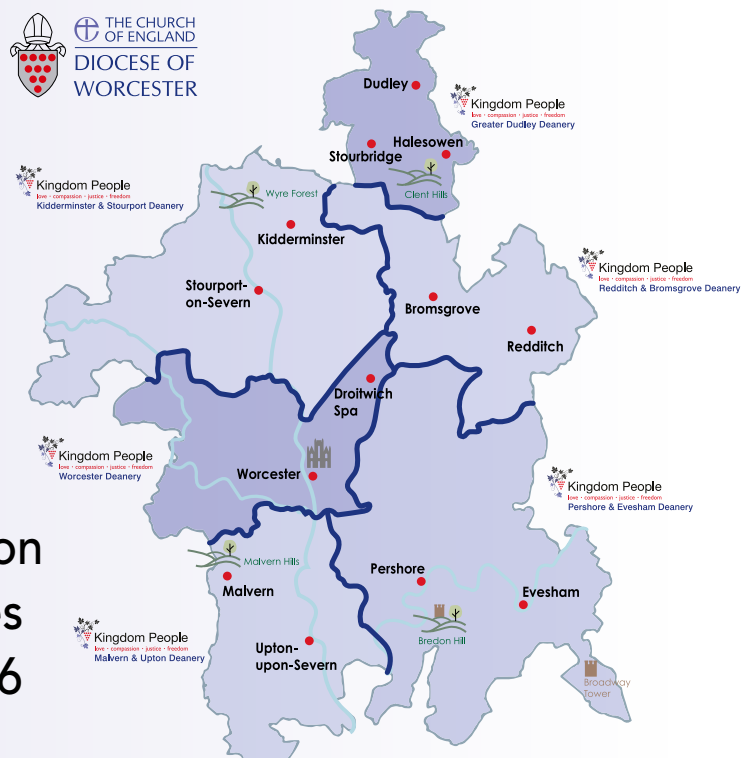 THE CHURCH
OF ENGLAND
DIOCESE OF
WORCESTER
Dudley
Kingdom People
love • compassion • justice • freedom
Greater Dudley Deanery
Halesowen
Stourbridge
Clent Hills
Kingdom People
love • compassion • justice • freedom
Kidderminster & Stourport Deanery
Wyre Forest
Kidderminster
Stourport-
on-Severn
Kingdom People
love • compassion • justice • freedom
Redditch & Bromsgrove Deanery
Bromsgrove
Redditch
Droitwich
Spa
Kingdom People
love • compassion • justice • freedom
Worcester Deanery
Worcester
Kingdom People
love • compassion • justice • freedom
Pershore & Evesham Deanery
on
es
6
Malvern Hills
Malvern
Pershore
Evesham
Bredon Hill
Kingdom People
love • compassion • justice • freedom
Malvern & Upton Deanery
Upton-
upon-Severn
Broadway
Tower